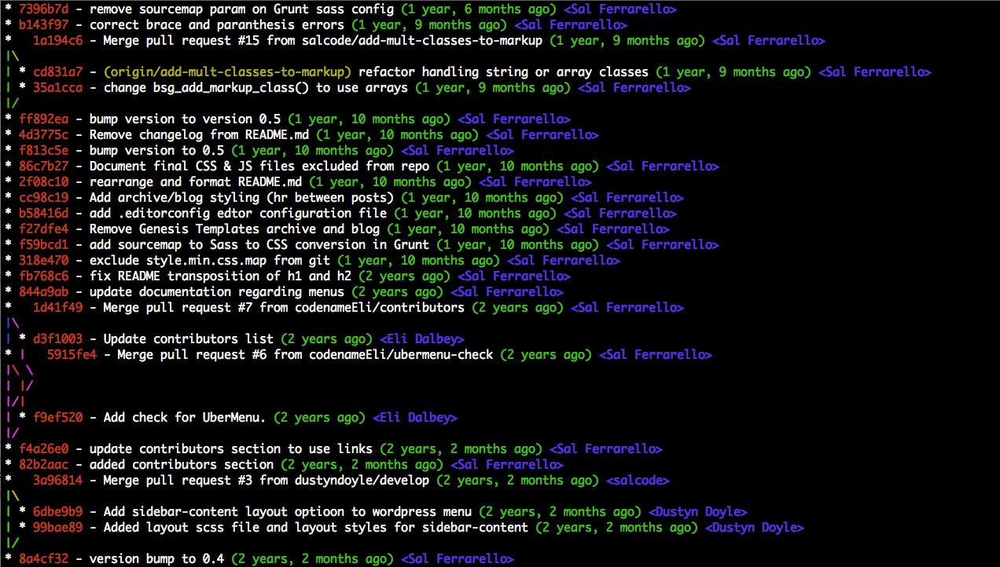 * 7396b7d - remove sourcemap param on Grunt sass config (1 year, 6 months ago) <Sal Ferrarello>
* b143f97 - correct brace and paranthesis errors (1 year, 9 months ago) <Sal Ferrarello>
*   1a194c6 - Merge pull request #15 from salcode/add-mult-classes-to-markup (1 year, 9 months ago) <Sal Ferrarello>
|\
| * cd831a7 - (origin/add-mult-classes-to-markup) refactor handling string or array classes (1 year, 9 months ago) <Sal Ferrarello>
| * 35a1cca - change bsg_add_markup_class() to use arrays (1 year, 9 months ago) <Sal Ferrarello>
|/
* ff892ea - bump version to version 0.5 (1 year, 10 months ago) <Sal Ferrarello>
* 4d3775c - Remove changelog from README.md (1 year, 10 months ago) <Sal Ferrarello>
* f813c5e - bump version to 0.5 (1 year, 10 months ago) <Sal Ferrarello>
* 86c7b27 - Document final CSS & JS files excluded from repo (1 year, 10 months ago) <Sal Ferrarello>
* 2f08c10 - rearrange and format README.md (1 year, 10 months ago) <Sal Ferrarello>
* cc98c19 - Add archive/blog styling (hr between posts) (1 year, 10 months ago) <Sal Ferrarello>
* b58416d - add .editorconfig edtor configuration file (1 year, 10 months ago) <Sal Ferrarello>
* f27dfe4 - Remove Genesis Templates archive and blog (1 year, 10 months ago) <Sal Ferrarello>
* f59bcd1 - add sourcemap to Sass to CSS conversion in Grunt (1 year, 10 months ago) <Sal Ferrarello>
* 318e470 - exclude style.min.css.map from git (1 year, 10 months ago) <Sal Ferrarello>
* fb768c6 - fix README transposition of h1 and h2 (2 years ago) <Sal Ferrarello>
* 844a9ab - update documentation regarding menus (2 years ago) <Sal Ferrarello>
*   1d41f49 - Merge pull request #7 from codenameEli/contributors (2 years ago) <Sal Ferrarello>
|\
| * d3f1003 - Update contributors list (2 years ago) <Eli Dalbey>
* |   5915fe4 - Merge pull request #6 from codenameEli/ubermenu-check (2 years ago) <Sal Ferrarello>
|\ \
| |/
|/|
| * f9ef520 - Add check for UberMenu. (2 years ago) <Eli Dalbey>
|/
* f4a26e0 - update contributors section to use links (2 years, 2 months ago) <Sal Ferrarello>
* 82b2aac - added contributors section (2 years, 2 months ago) <Sal Ferrarello>
*   3a96814 - Merge pull request #3 from dustyndoyle/develop (2 years, 2 months ago) <salcode>
|\
| * 6dbe9b9 - Add sidebar-content layout optioon to wordpress menu (2 years, 2 months ago) <Dustyn Doyle>
| * 99bae89 - Added layout scss file and layout styles for sidebar-content (2 years, 2 months ago) <Dustyn Doyle>
|/
* 8a4cf32 - version bump to 0.4 (2 years, 2 months ago) <Sal Ferrarello>